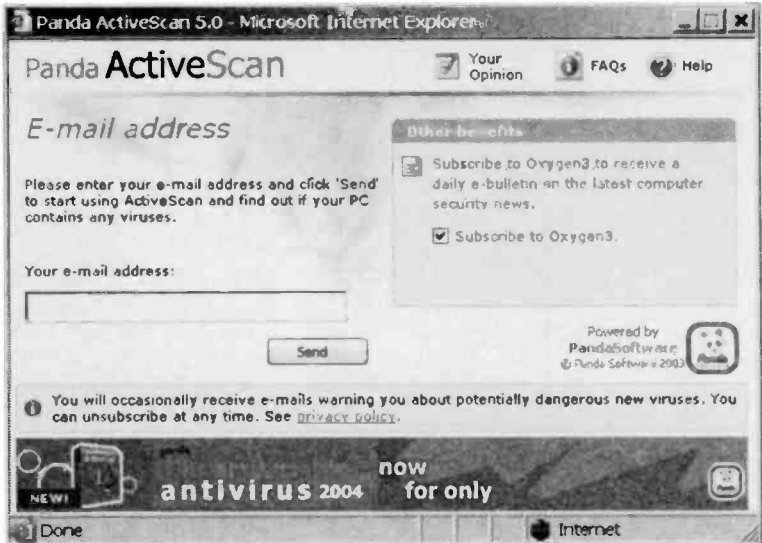 Panda ActiveScan 5.0 - Microsoft Internet Explorer
Panda ActiveScan
Your Opinion
FAQs
Help
E-mail address
Please enter your e-mail address and click 'Send'
to start using ActiveScan and find out if your PC
contains any viruses.
Your e-mail address:
Send
Other benefits
Subscribe to Oxygen3 to receive a
daily e-bulletin on the latest computer
security news.
Subscribe to Oxygen3.
Powered by
PandaSoftware
© Panda Software 2003
You will occasionally receive e-mails warning you about potentially dangerous new viruses. You
can unsubscribe at any time. See privacy policy.
NEW!
panda
antivirus 2004
now
for only
Done
Internet